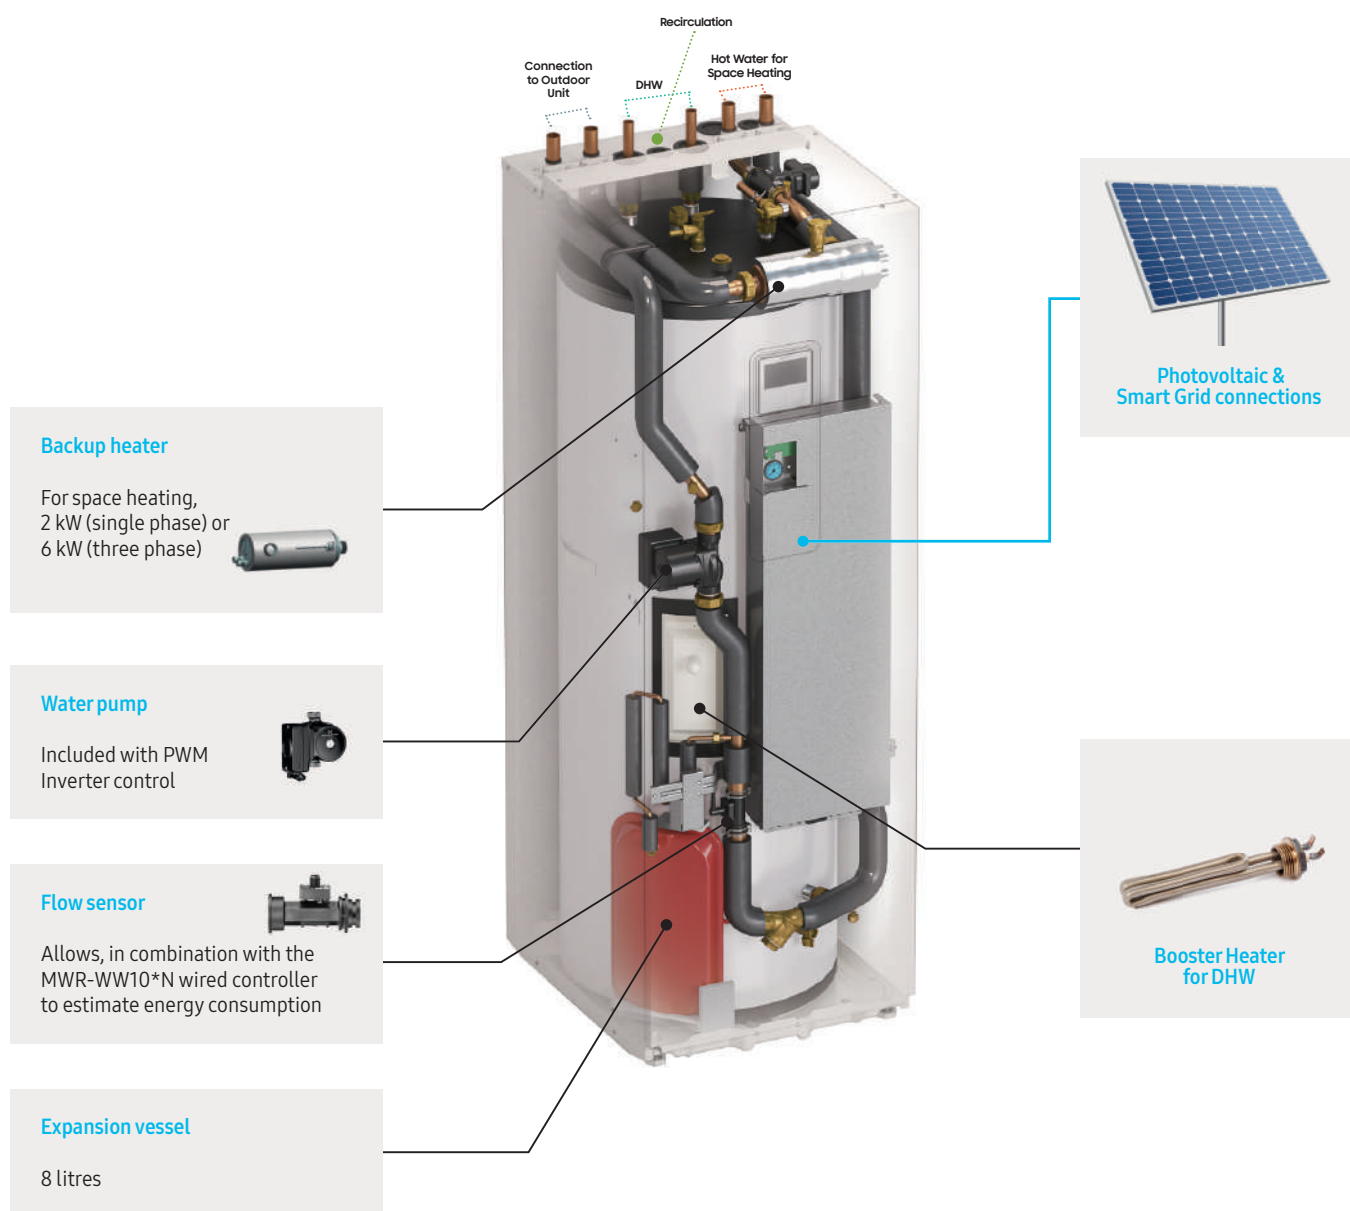 Recirculation
Connection
to Outdoor
Unit
DHW
Hot Water for
Space Heating
Photovoltaic &
Smart Grid connections
Backup heater
For space heating,
2 kW (single phase) or
6 kW (three phase)
Water pump
Included with PWM
Inverter control
Flow sensor
Allows, in combination with the
MWR-WW10*N wired controller
to estimate energy consumption
Booster Heater
for DHW
Expansion vessel
8 litres